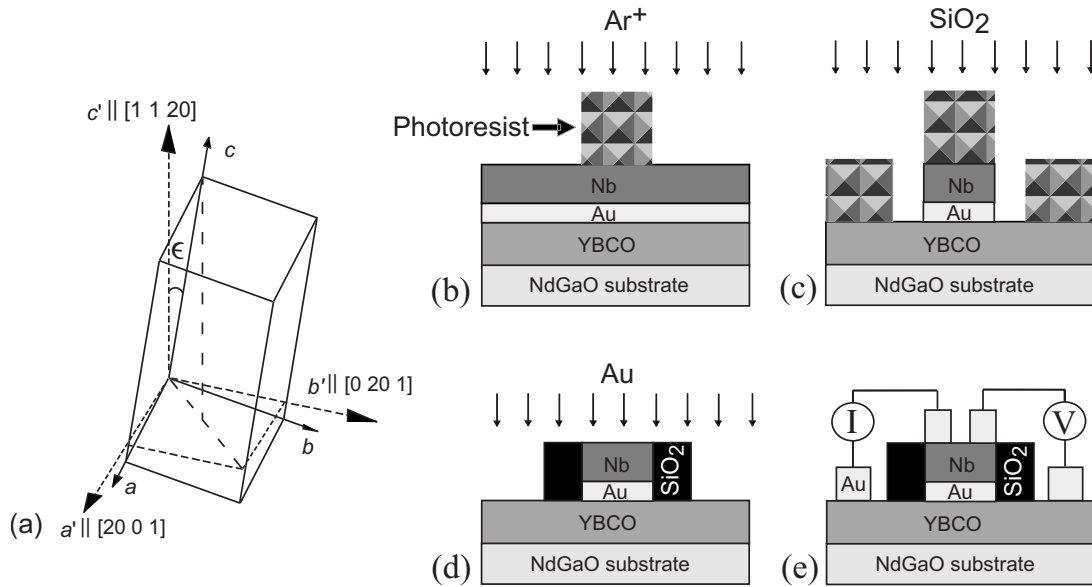 (a)
c' || [1 1 20]
c
ϵ
b' || [0 20 1]
b
a
a' || [20 0 1]
(b)
Ar+
Photoresist
Nb
Au
YBCO
NdGaO substrate
(c)
SiO2
Nb
Au
YBCO
NdGaO substrate
(d)
Au
Nb
SiO2
Au
YBCO
NdGaO substrate
(e)
I
V
Nb
SiO2
Au
Au
YBCO
NdGaO substrate